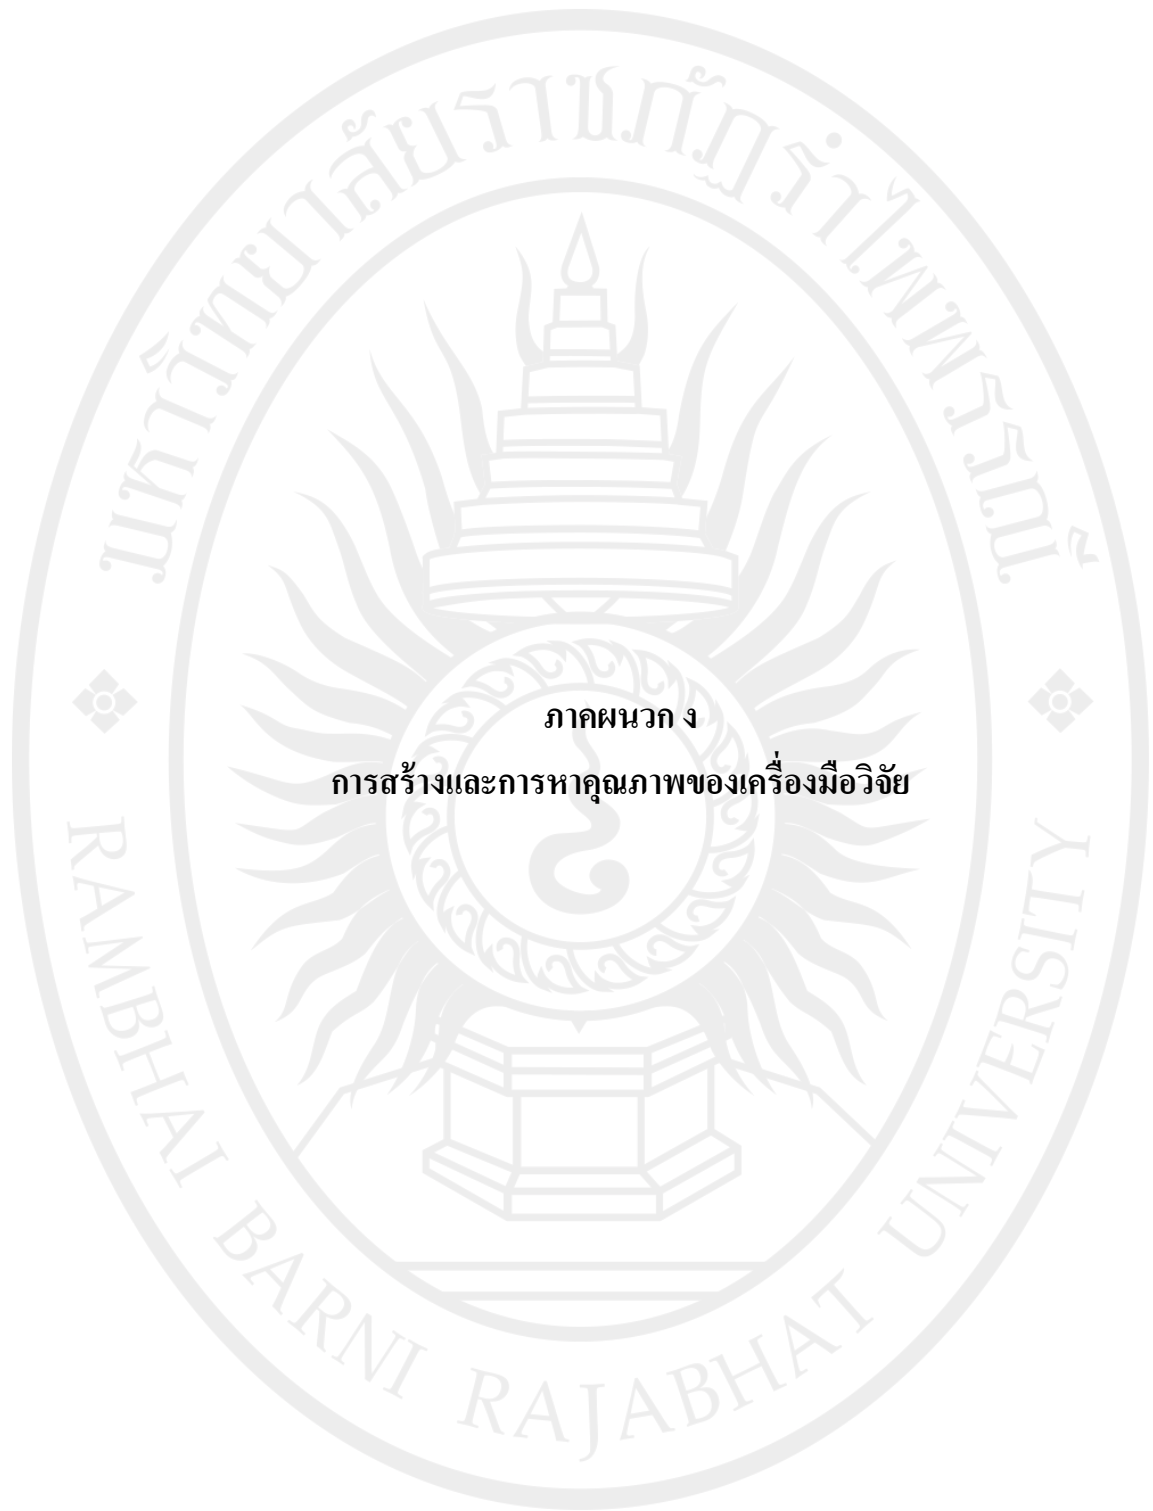 มหาวิทยาลัยราชภัฏรำไพพรรณี
ภาคผนวก ง
การสร้างและการหาคุณภาพของเครื่องมือวิจัย
RAMBHAI BARNI RAJABHAT UNIVERSITY